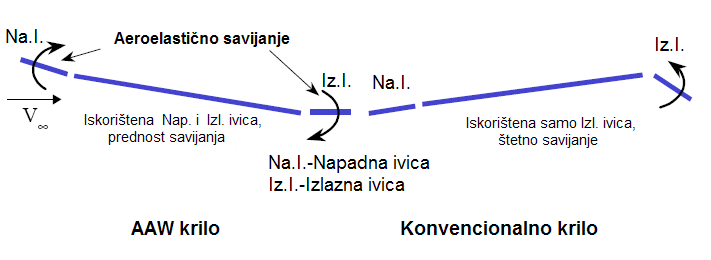 Na.I.
Aeroelastično savijanje
Iz.I.
Iz.I.
Na.I.
V∞
Iskorištena Nap. i Izl. ivica,
prednost savijanja
Iskorištena samo Izl. ivica,
štetno savijanje
Na.I.-Napadna ivica
Iz.I.-Izlazna ivica
AAW krilo
Konvencionalno krilo